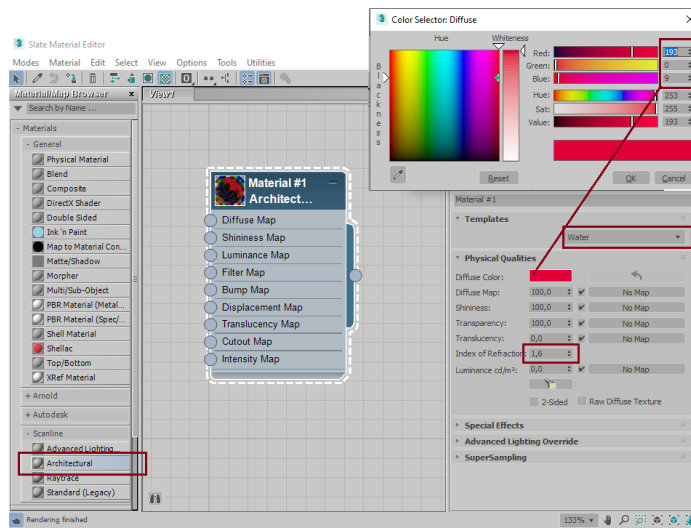 Color Selector: Diffuse
Hue
Whiteness
Blackness
Red:
193
Green:
0
Blue:
9
Hue:
253
Sat:
255
Value:
193
Reset
OK
Cancel
Slate Material Editor
Modes Material Edit Select View Options Tools Utilities
Material/Map Browser
x
View1
Search by Name ...
- Materials
- General
Physical Material
Blend
Composite
DirectX Shader
Double Sided
Ink 'n Paint
Map to Material Con...
Matte/Shadow
Morpher
Multi/Sub-Object
PBR Material (Metal...
PBR Material (Spec/...
Shell Material
Shellac
Top/Bottom
XRef Material
+ Arnold
+ Autodesk
- Scanline
Advanced Lighting...
Architectural
Raytrace
Standard (Legacy)
Material #1
Architect...
Diffuse Map
Shininess Map
Luminance Map
Filter Map
Bump Map
Displacement Map
Translucency Map
Cutout Map
Intensity Map
Material #1
Templates
Water
Physical Qualities
Diffuse Color:
Diffuse Map: 100,0 No Map
Shininess: 100,0 No Map
Transparency: 100,0 No Map
Translucency: 0,0 No Map
Index of Refraction: 1,6
Luminance cd/m²: 0,0 No Map
2-Sided Raw Diffuse Texture
Special Effects
Advanced Lighting Override
SuperSampling
Rendering finished
133%